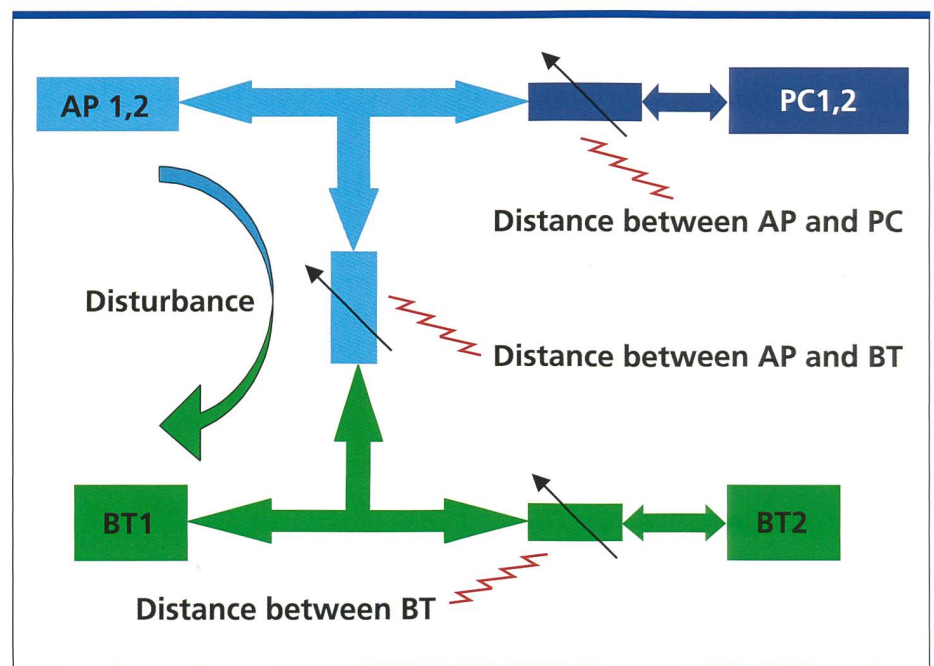 AP 1,2
PC1,2
Distance between AP and PC
Disturbance
Distance between AP and BT
BT1
BT2
Distance between BT